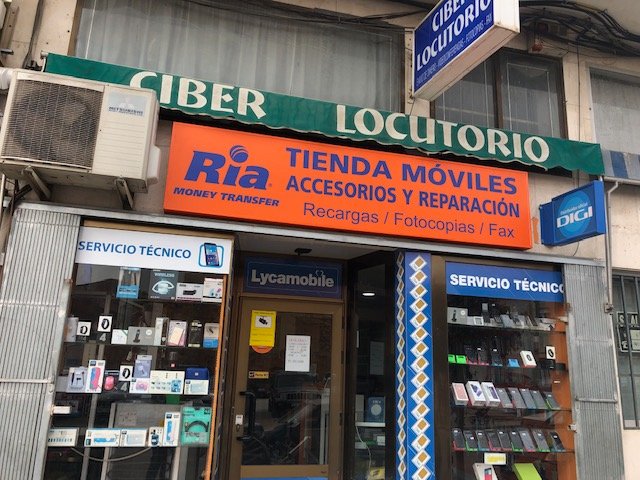 CIBER
LOCUTORIO
CIBER LOCUTORIO
Ria
MONEY TRANSFER
TIENDA MÓVILES
ACCESORIOS Y REPARACIÓN
Recargas / Fotocopias / Fax
DIGI
SERVICIO TÉCNICO
Lycamobile
SERVICIO TÉCNICO